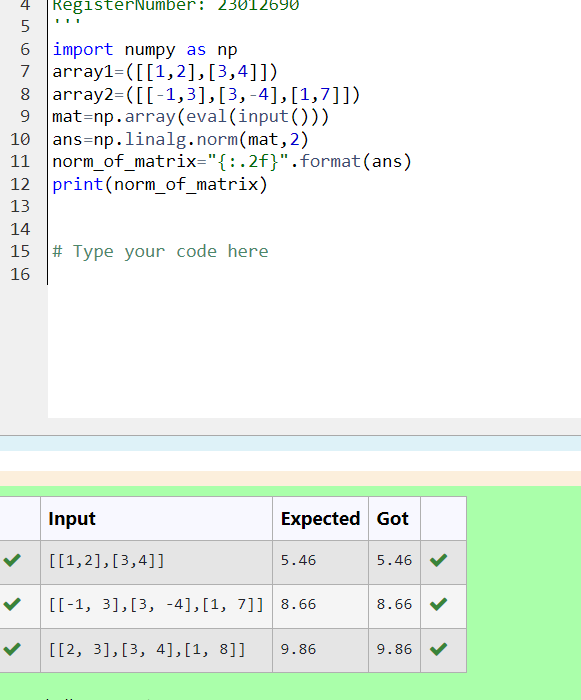 4 RegisterNumber: 23012690
5 '''
6 import numpy as np
7 array1=([[1,2],[3,4]])
8 array2=([[-1,3],[3,-4],[1,7]])
9 mat=np.array(eval(input()))
10 ans=np.linalg.norm(mat,2)
11 norm_of_matrix="{:.2f}".format(ans)
12 print(norm_of_matrix)
13
14
15 # Type your code here
16
Input Expected Got
[[1,2],[3,4]] 5.46 5.46
[[-1, 3],[3, -4],[1, 7]] 8.66 8.66
[[2, 3],[3, 4],[1, 8]] 9.86 9.86